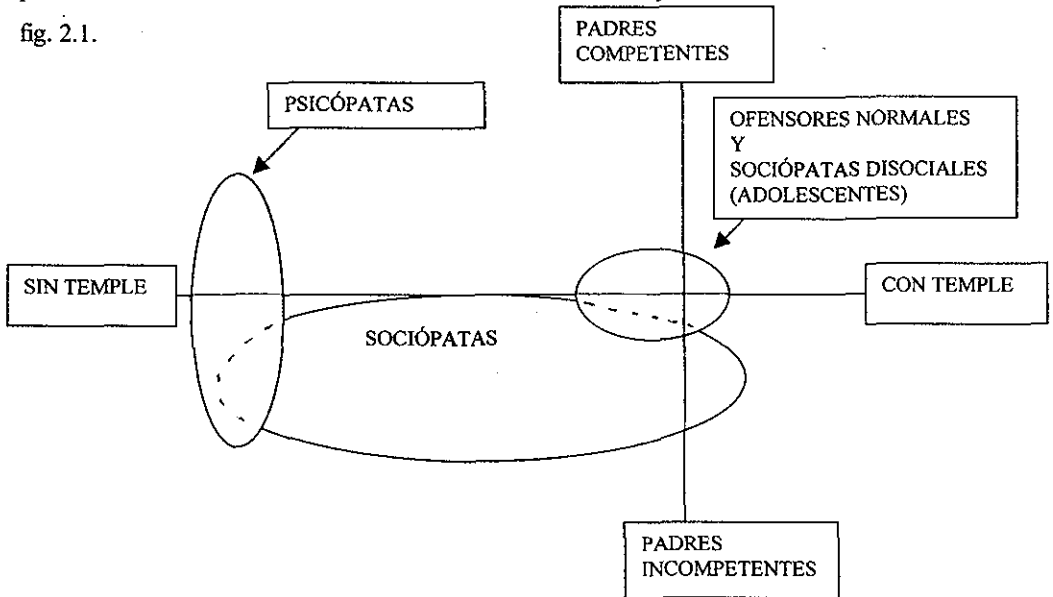 fig. 2.1.
PADRES
COMPETENTES
PSICÓPATAS
OFENSORES NORMALES
Y
SOCIÓPATAS DISOCIALES
(ADOLESCENTES)
SIN TEMPLE
CON TEMPLE
SOCIÓPATAS
PADRES
INCOMPETENTES